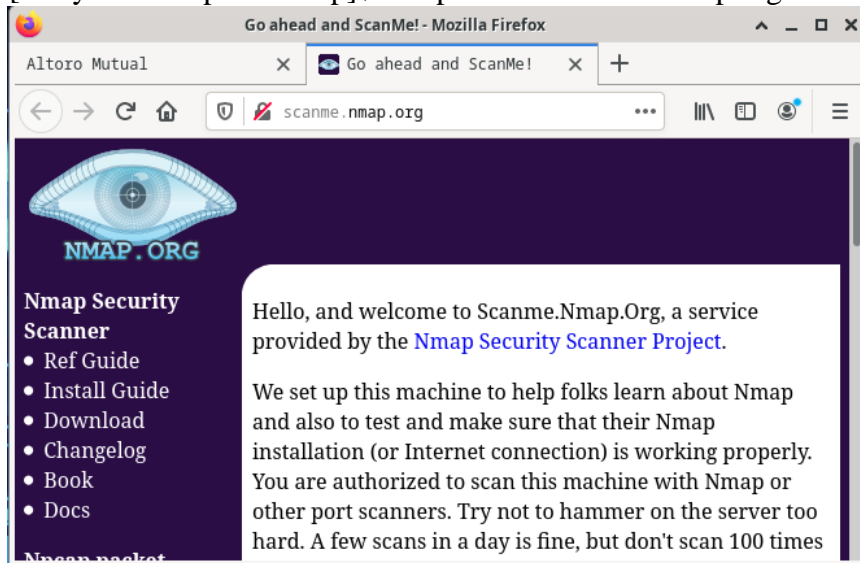 Go ahead and ScanMe! - Mozilla Firefox
Altoro Mutual
Go ahead and ScanMe!
scanme.nmap.org
NMAP.ORG
Nmap Security
Scanner
Ref Guide
Install Guide
Download
Changelog
Book
Docs
Hello, and welcome to Scanme.Nmap.Org, a service
provided by the Nmap Security Scanner Project.
We set up this machine to help folks learn about Nmap
and also to test and make sure that their Nmap
installation (or Internet connection) is working properly.
You are authorized to scan this machine with Nmap or
other port scanners. Try not to hammer on the server too
hard. A few scans in a day is fine, but don't scan 100 times